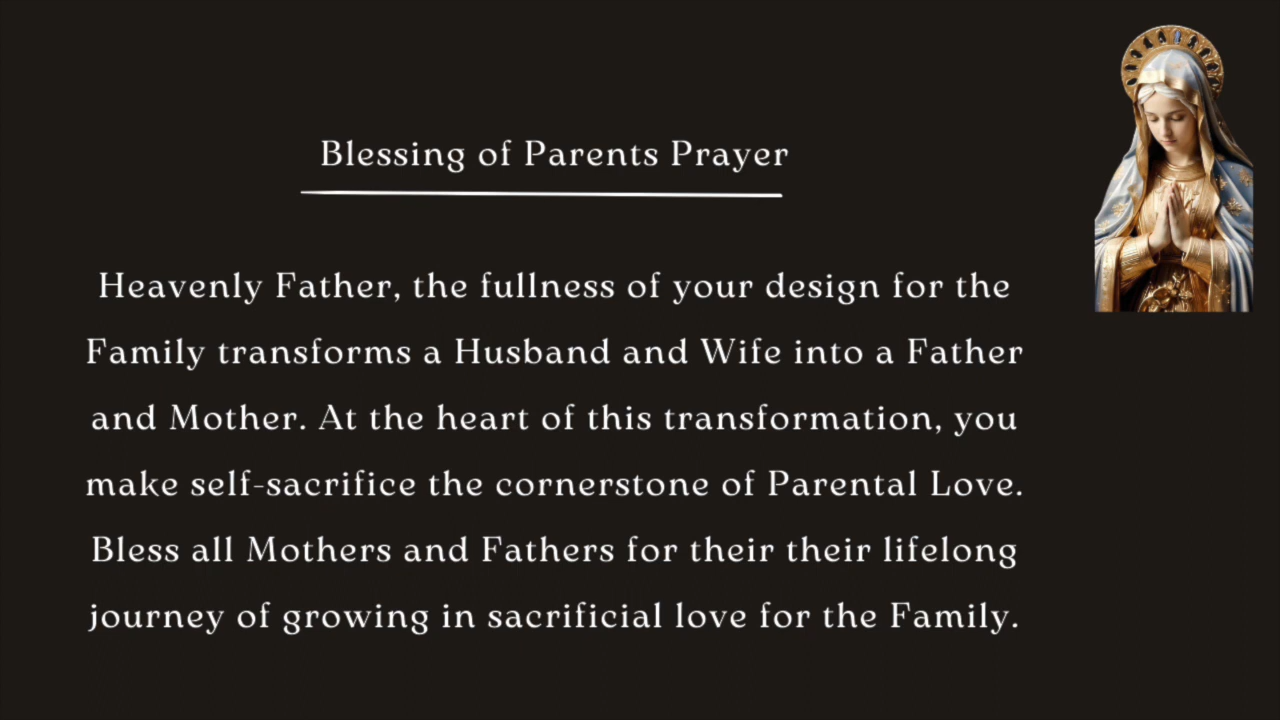 Blessing of Parents Prayer
Heavenly Father, the fullness of your design for the
Family transforms a Husband and Wife into a Father
and Mother. At the heart of this transformation, you
make self-sacrifice the cornerstone of Parental Love.
Bless all Mothers and Fathers for their their lifelong
journey of growing in sacrificial love for the Family.